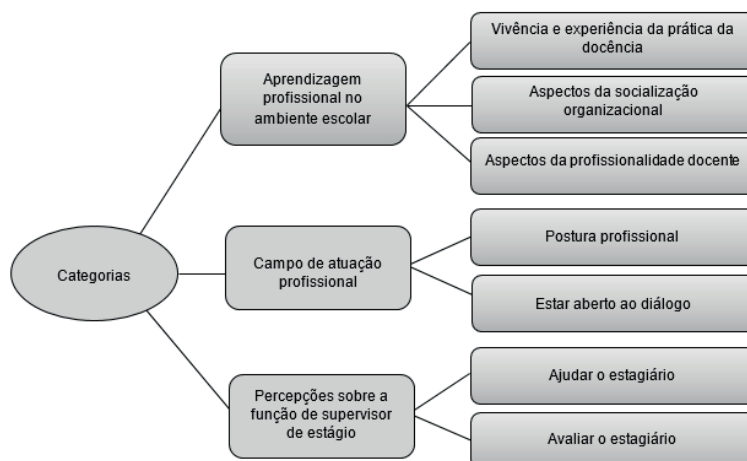 Categorias
Aprendizagem
profissional no
ambiente escolar
Vivência e experiência da prática da
docência
Aspectos da socialização
organizacional
Aspectos da profissionalidade docente
Campo de atuação
profissional
Postura profissional
Estar aberto ao diálogo
Percepções sobre a
função de supervisor
de estágio
Ajudar o estagiário
Avaliar o estagiário